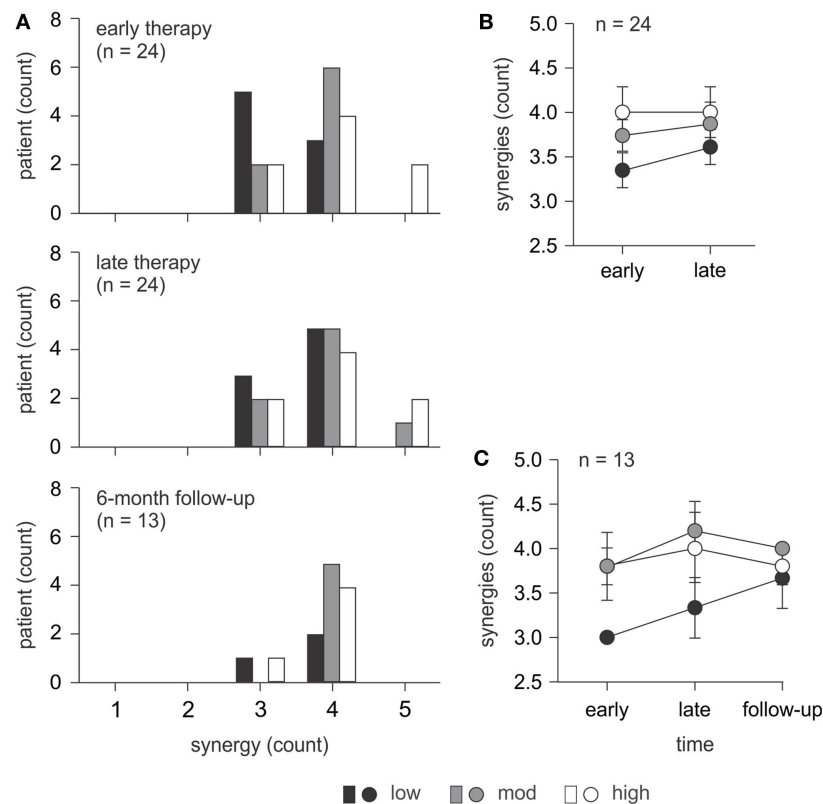 A
early therapy
(n = 24)
patient (count)
8
6
4
2
0
late therapy
(n = 24)
patient (count)
8
6
4
2
0
6-month follow-up
(n = 13)
patient (count)
8
6
4
2
0
1 2 3 4 5
synergy (count)
B
n = 24
synergies (count)
5.0
4.5
4.0
3.5
3.0
2.5
early late
C
n = 13
synergies (count)
5.0
4.5
4.0
3.5
3.0
2.5
early late follow-up
time
low mod high